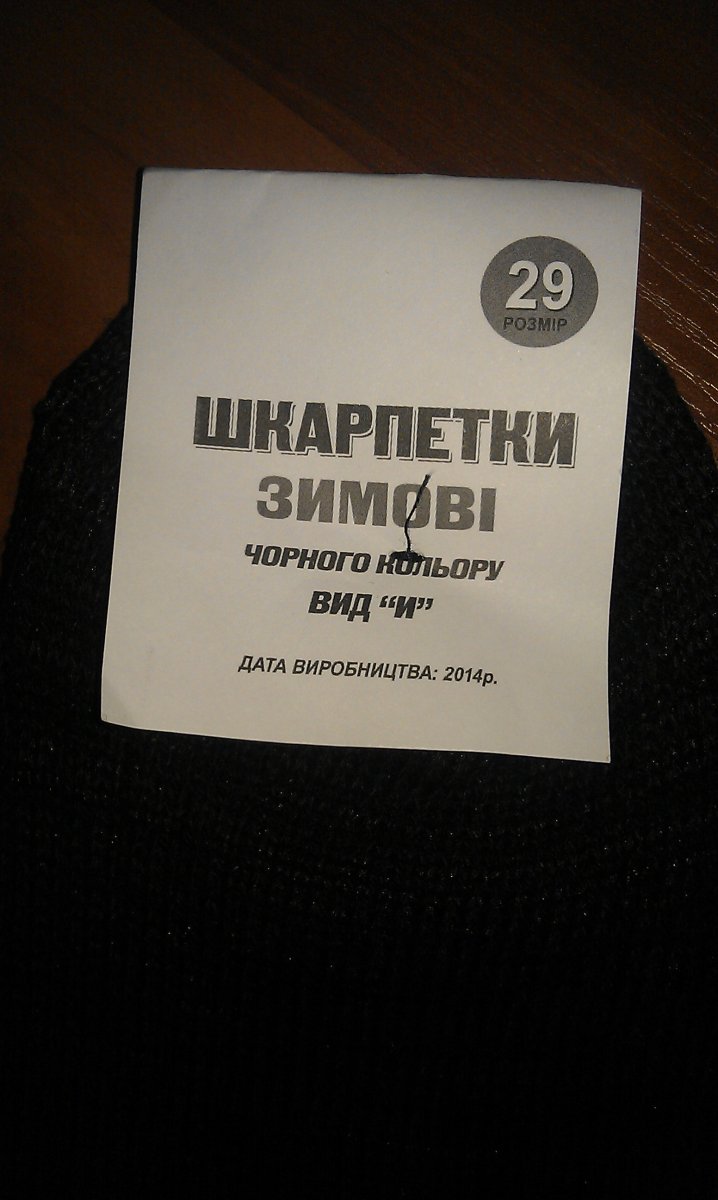 29
РОЗМІР
ШКАРПЕТКИ
ЗИМОВІ
ЧОРНОГО КОЛЬОРУ
ВИД “И”
ДАТА ВИРОБНИЦТВА: 2014р.